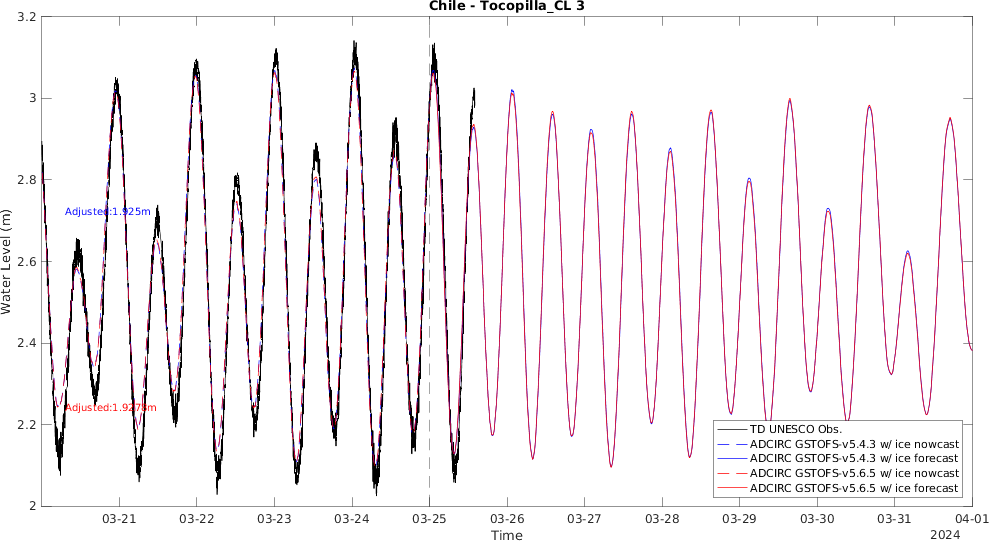 Chile - Tocopilla_CL 3
3.2
3
2.8
2.6
2.4
2.2
2
Water Level (m)
Adjusted:1.925m
Adjusted:1.9275m
TD UNESCO Obs.
ADCIRC GSTOFS-v5.4.3 w/ ice nowcast
ADCIRC GSTOFS-v5.4.3 w/ ice forecast
ADCIRC GSTOFS-v5.6.5 w/ ice nowcast
ADCIRC GSTOFS-v5.6.5 w/ ice forecast
03-21 03-22 03-23 03-24 03-25 03-26 03-27 03-28 03-29 03-30 03-31 04-01
Time
2024